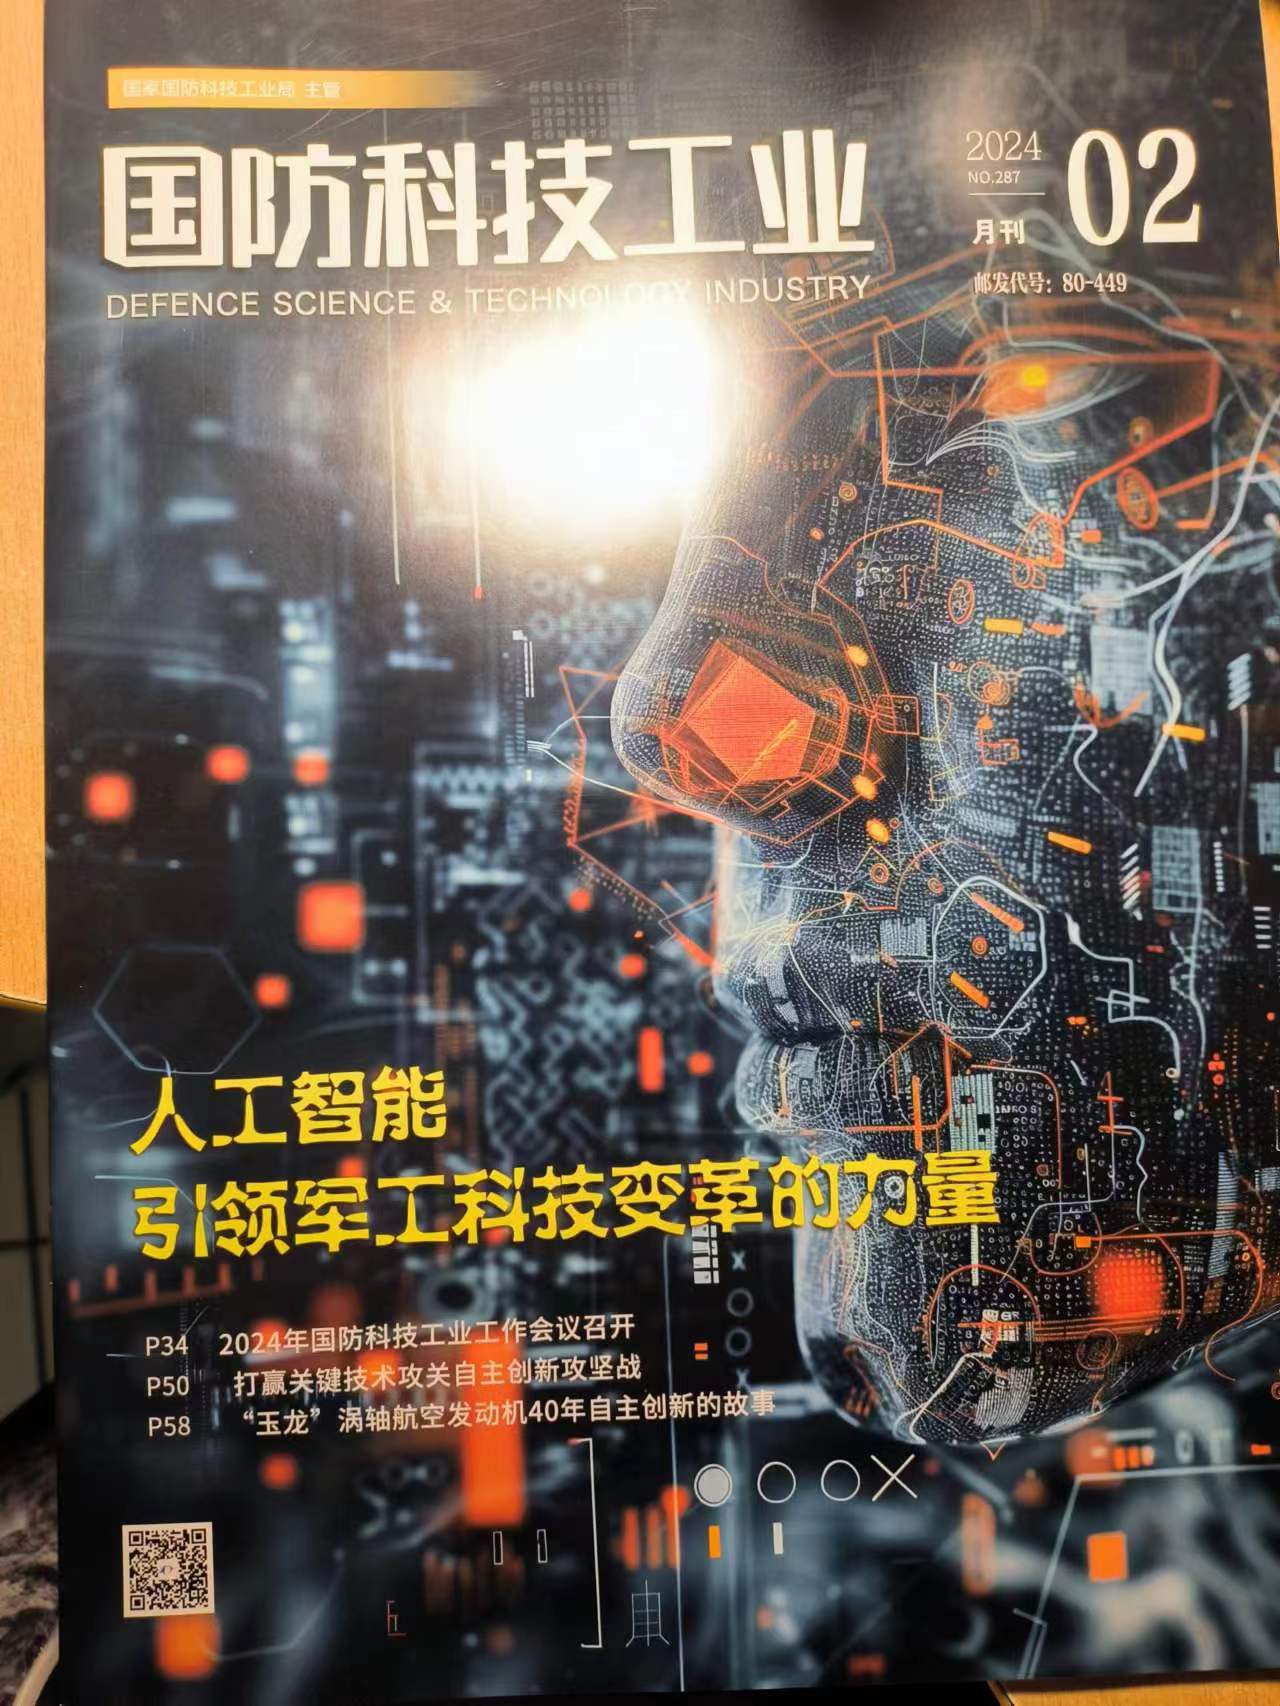 国家国防科技工业局 主管
国防科技工业
DEFENCE SCIENCE & TECHNOLOGY INDUSTRY
2024
NO.287
02
月刊
邮发代号：80-449
人工智能
引领军工科技变革的力量
P34 2024年国防科技工业工作会议召开
P50 打赢关键技术攻关自主创新攻坚战
P58 “玉龙”涡轴航空发动机40年自主创新的故事